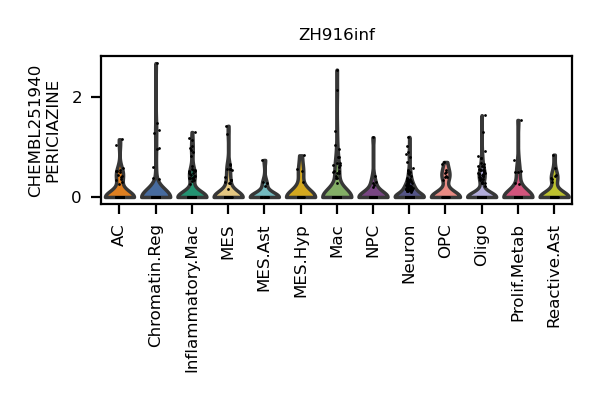 ZH916inf
CHEMBL251940
PERICIAZINE
2
0
AC
Chromatin.Reg
Inflammatory.Mac
MES
MES.Ast
MES.Hyp
Mac
NPC
Neuron
OPC
Oligo
Prolif.Metab
Reactive.Ast